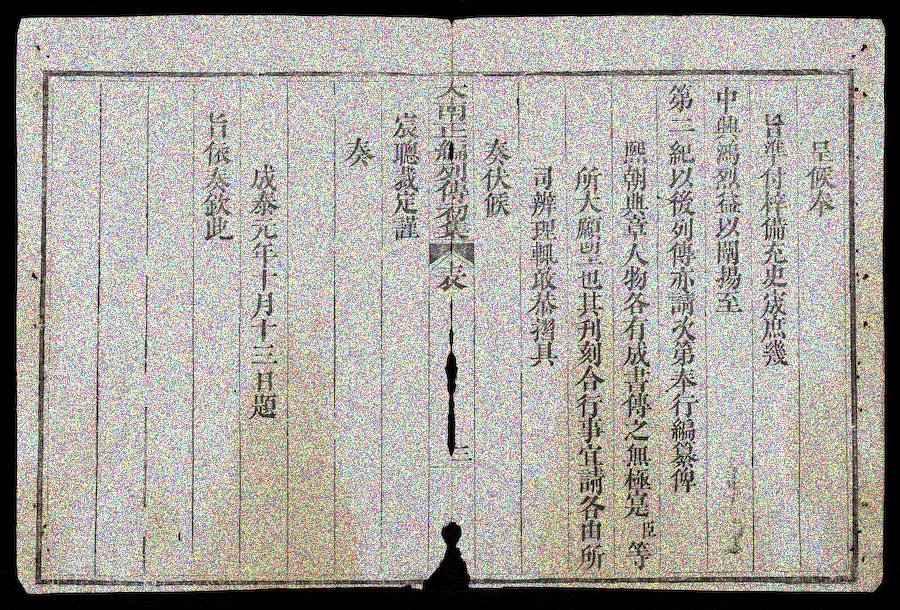 呈候奉
旨準付梓備充史宬庶幾
中興鴻烈益以闡揚至
第二紀以後列傳亦請次第奉行編纂俾
熙朝典章人物各有成書傳之無極寔臣等
所大願望也其刊刻合行事宜請各由所
司辨理輒敢恭摺具
奏伏候
宸聰裁定謹
奏
成泰元年十月十三日題
旨依奏欽此
大南正編列傳初集 表 三